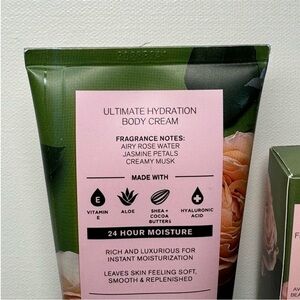 ULTIMATE HYDRATION
BODY CREAM
FRAGRANCE NOTES:
AIRY ROSE WATER
JASMINE PETALS
CREAMY MUSK
MADE WITH
E
VITAMIN
E
ALOE
SHEA +
COCOA
BUTTERS
HYALURONIC
ACID
24 HOUR MOISTURE
RICH AND LUXURIOUS FOR
INSTANT MOISTURIZATION
LEAVES SKIN FEELING SOFT,
SMOOTH & REPLENISHED